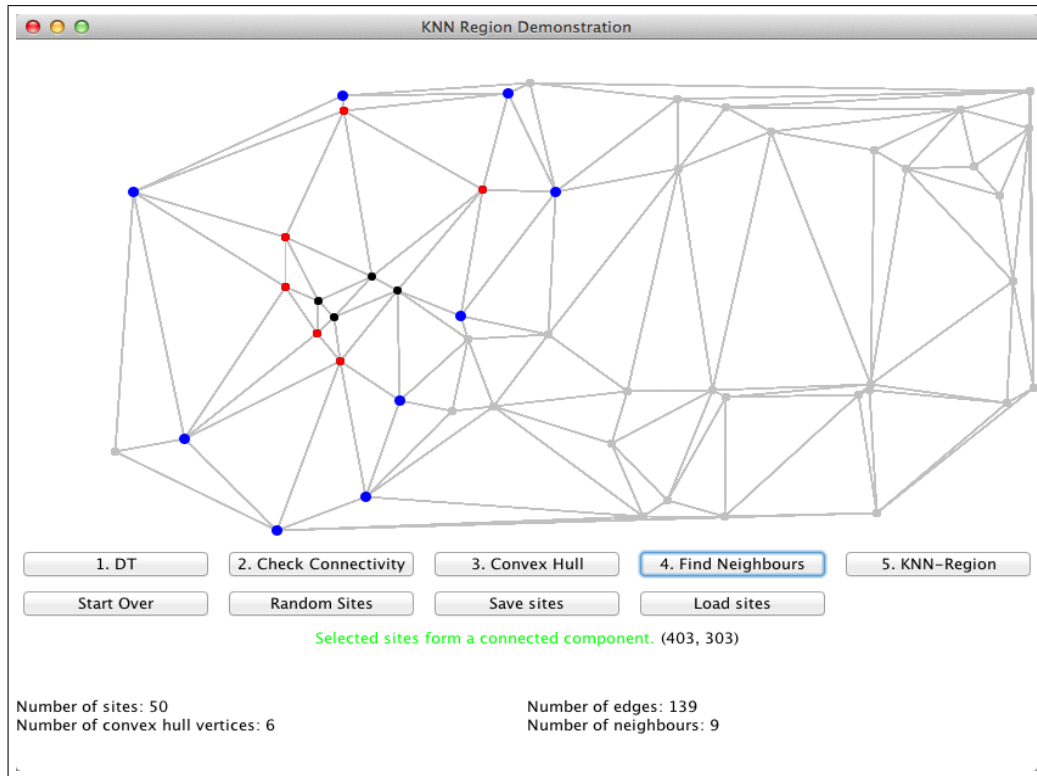 KNN Region Demonstration
1. DT
2. Check Connectivity
3. Convex Hull
4. Find Neighbours
5. KNN-Region
Start Over
Random Sites
Save sites
Load sites
Selected sites form a connected component. (403, 303)
Number of sites: 50
Number of edges: 139
Number of convex hull vertices: 6
Number of neighbours: 9